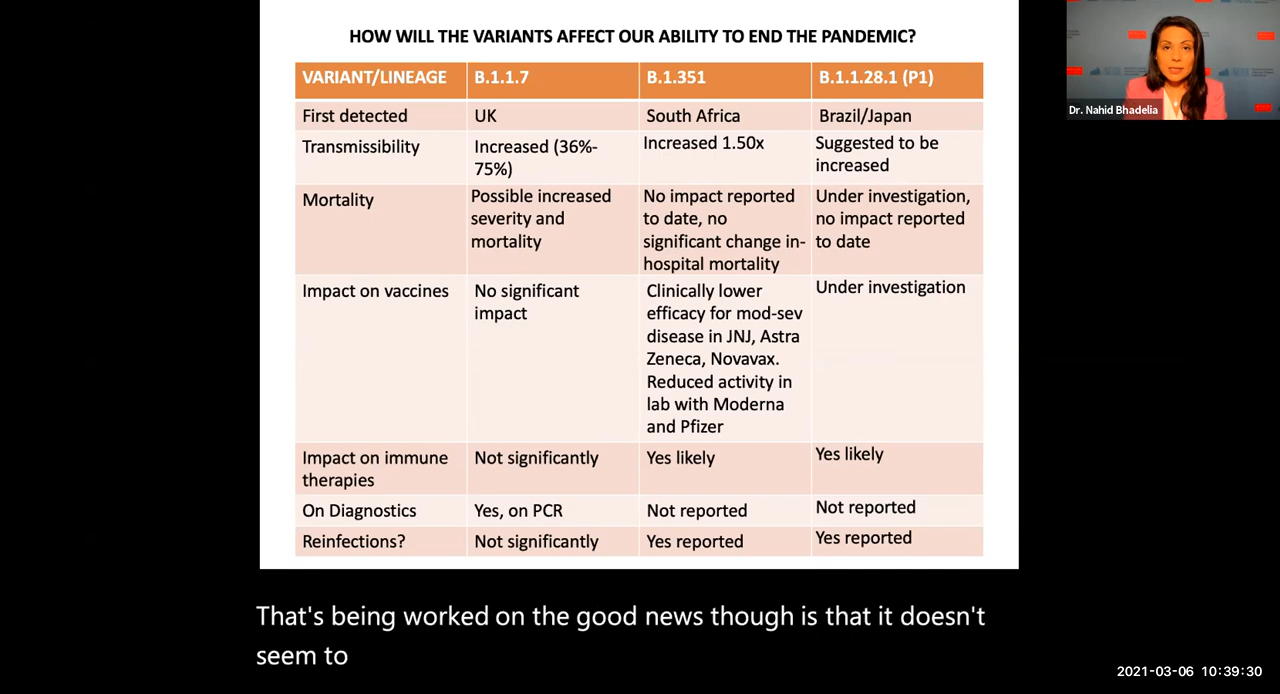 HOW WILL THE VARIANTS AFFECT OUR ABILITY TO END THE PANDEMIC?
VARIANT/LINEAGE B.1.1.7 B.1.351 B.1.1.28.1 (P1)
First detected UK South Africa Brazil/Japan
Transmissibility
Increased (36%-
75%)
Increased 1.50x
Suggested to be
increased
Mortality
Possible increased
severity and
mortality
No impact reported
to date, no
significant change in-
hospital mortality
Under investigation,
no impact reported
to date
Impact on vaccines
No significant
impact
Clinically lower
efficacy for mod-sev
disease in JNJ, Astra
Zeneca, Novavax.
Reduced activity in
lab with Moderna
and Pfizer
Under investigation
Impact on immune
therapies
Not significantly
Yes likely
Yes likely
On Diagnostics Yes, on PCR Not reported Not reported
Reinfections? Not significantly Yes reported Yes reported
Dr. Nahid Bhadelia
That's being worked on the good news though is that it doesn't
seem to
2021-03-06 10:39:30